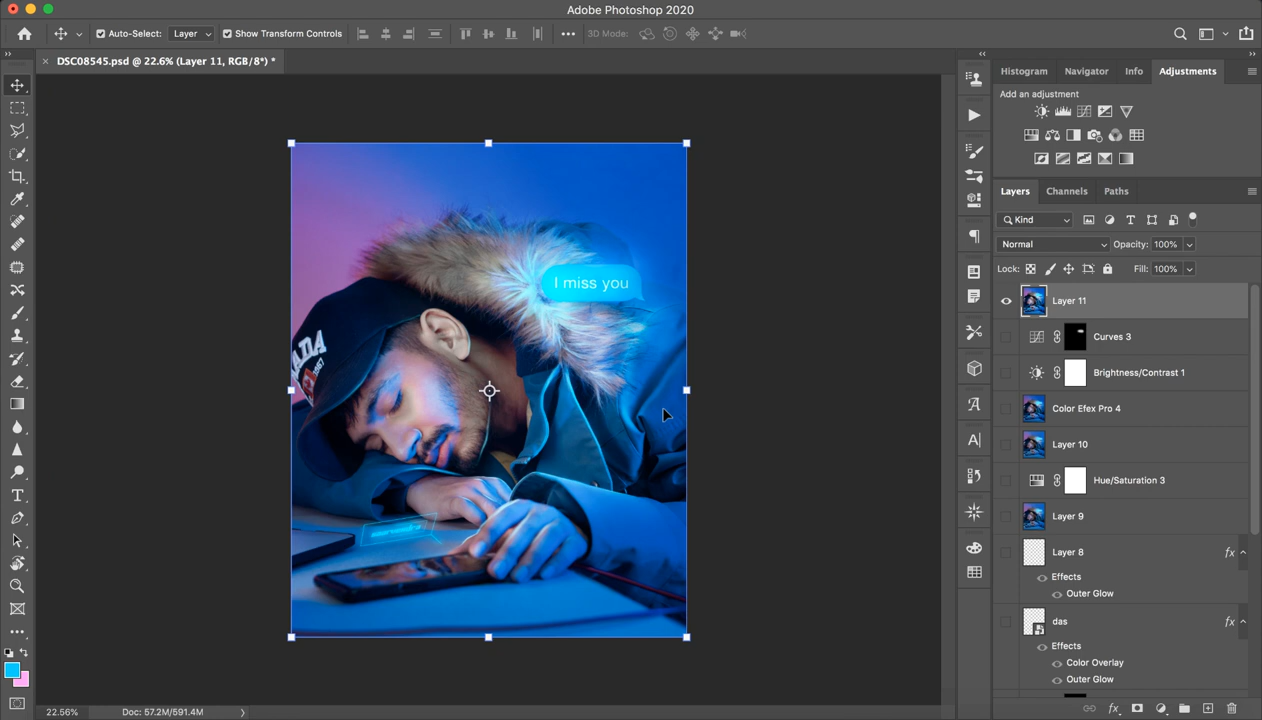 Adobe Photoshop 2020
Auto-Select: Layer Show Transform Controls 3D Mode:
DSC08545.psd @ 22.6% (Layer 11, RGB/8*) *
Histogram Navigator Info Adjustments
Add an adjustment
Layers Channels Paths
Kind
Normal Opacity: 100%
Lock: Fill: 100%
Layer 11
Curves 3
Brightness/Contrast 1
Color Efex Pro 4
Layer 10
Hue/Saturation 3
Layer 9
Layer 8 fx
Effects
Outer Glow
das fx
Effects
Color Overlay
Outer Glow
I miss you
22.56% Doc: 57.2M/591.4M